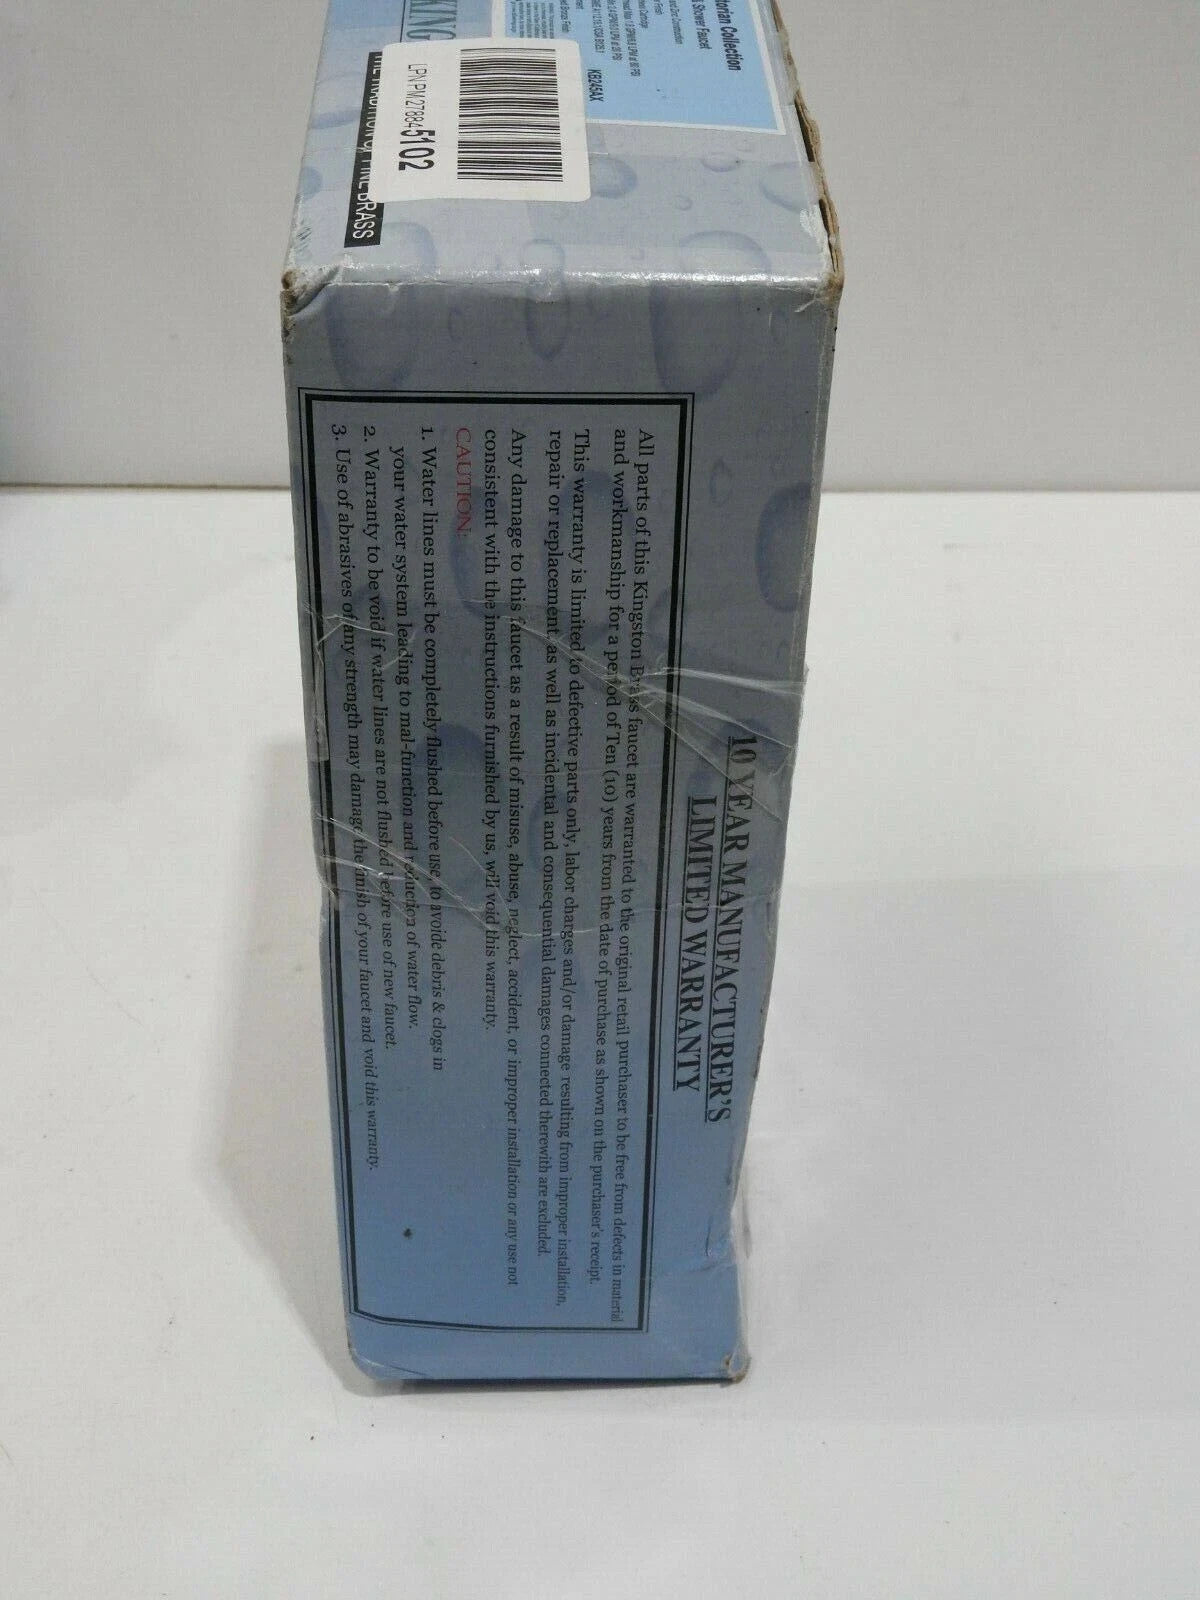 torian Collection
Shower Faucet
KB245AX
KING
LPNPM278845102
THE TRADITION OF FINE BRASS
10 YEAR MANUFACTURER'S
LIMITED WARRANTY
All parts of this Kingston Brass faucet are warranted to the original retail purchaser to be free from defects in material
and workmanship for a period of Ten (10) years from the date of purchase as shown on the purchaser's receipt.
This warranty is limited to defective parts only, labor charges and/or damage resulting from improper installation,
repair or replacement, as well as incidental and consequential damages connected therewith are excluded.
Any damage to this faucet as a result of misuse, abuse, neglect, accident, or improper installation or any use not
consistent with the instructions furnished by us, will void this warranty.
CAUTION:
1. Water lines must be completely flushed before use, to avoide debris & clogs in
your water system leading to mal-function and reduction of water flow.
2. Warranty to be void if water lines are not flushed before use of new faucet.
3. Use of abrasives of any strength may damage the finish of your faucet and void this warranty.